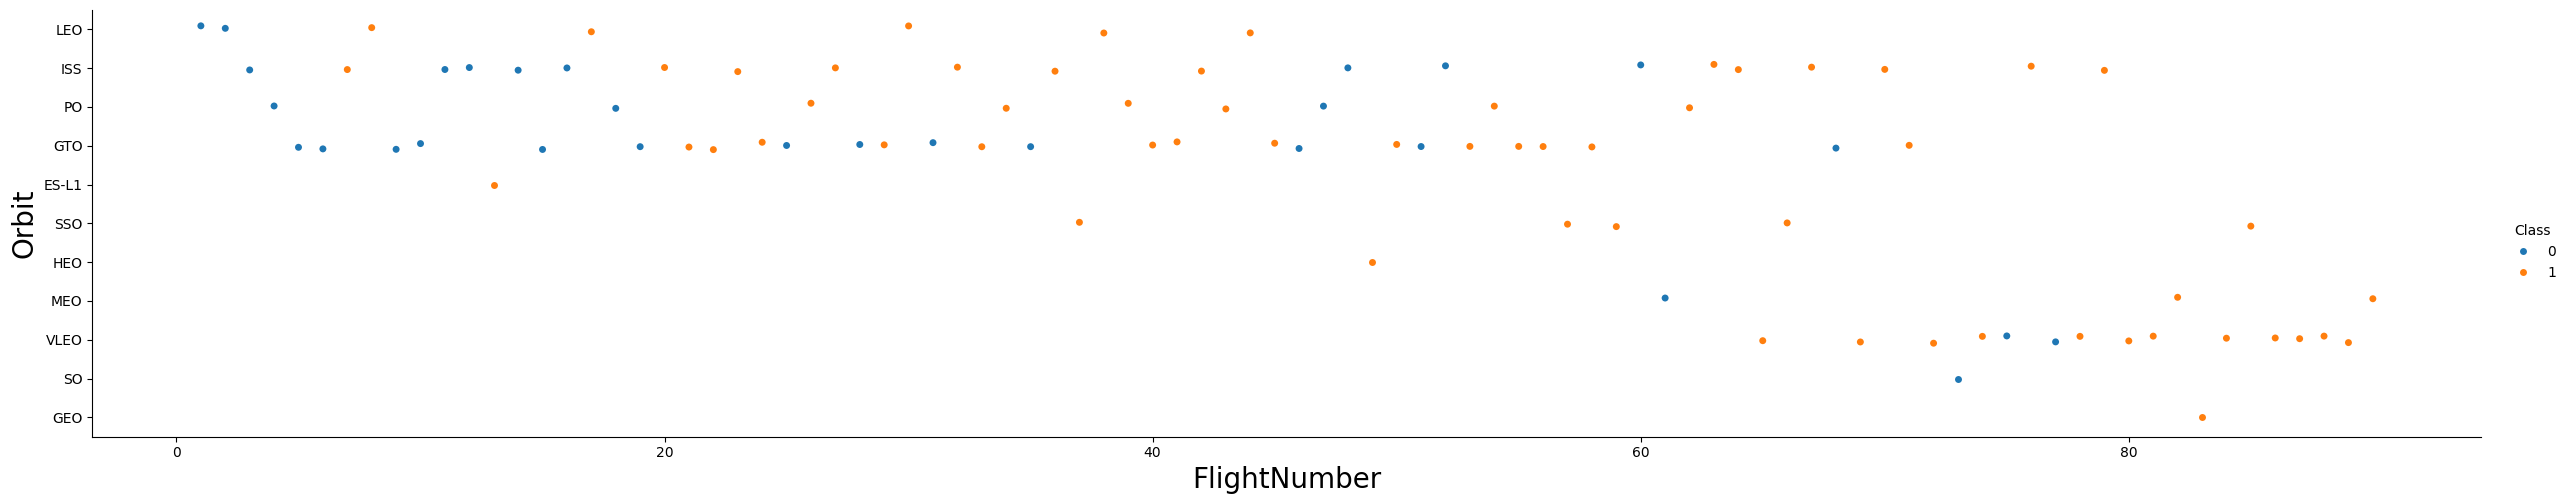 LEO
ISS
PO
GTO
ES-L1
SSO
HEO
MEO
VLEO
SO
GEO
Orbit
0
20
40
60
80
FlightNumber
Class
0
1